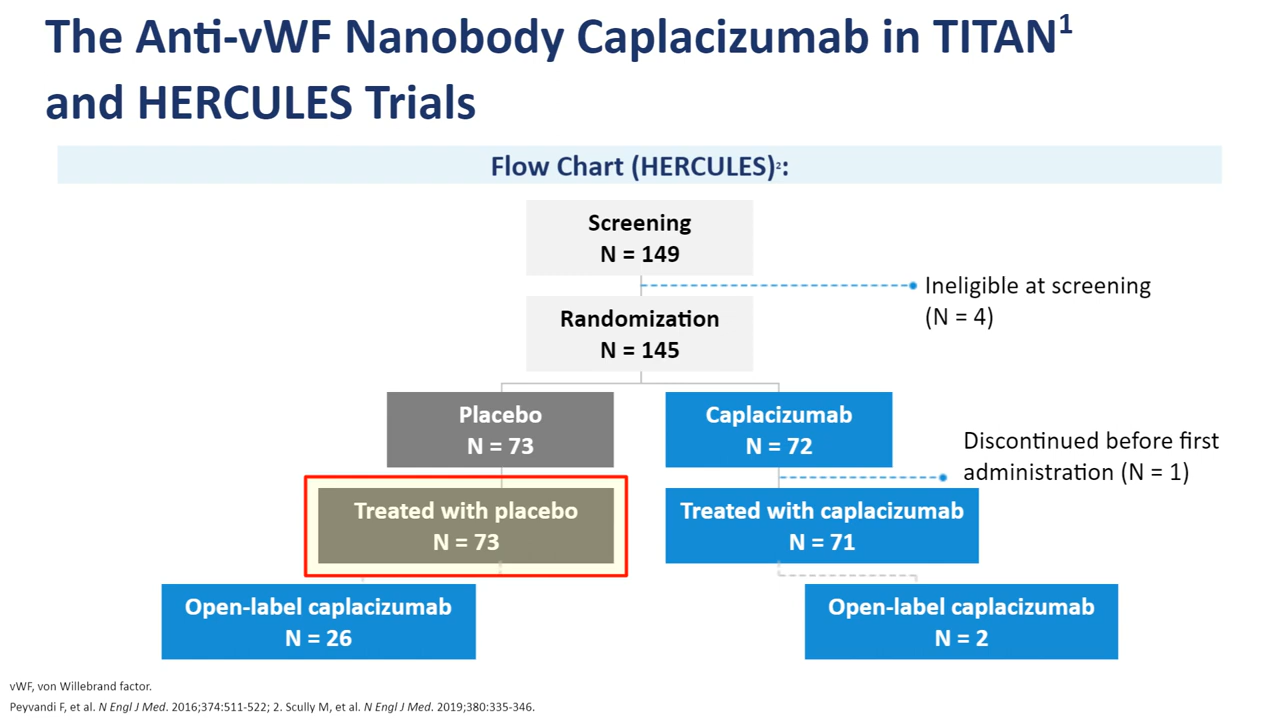 The Anti-vWF Nanobody Caplacizumab in TITAN¹
and HERCULES Trials
Flow Chart (HERCULES)²:
Screening
N = 149
Ineligible at screening
(N = 4)
Randomization
N = 145
Placebo
N = 73
Caplacizumab
N = 72
Discontinued before first
administration (N = 1)
Treated with placebo
N = 73
Treated with caplacizumab
N = 71
Open-label caplacizumab
N = 26
Open-label caplacizumab
N = 2
vWF, von Willebrand factor.
Peyvandi F, et al. N Engl J Med. 2016;374:511-522; 2. Scully M, et al. N Engl J Med. 2019;380:335-346.